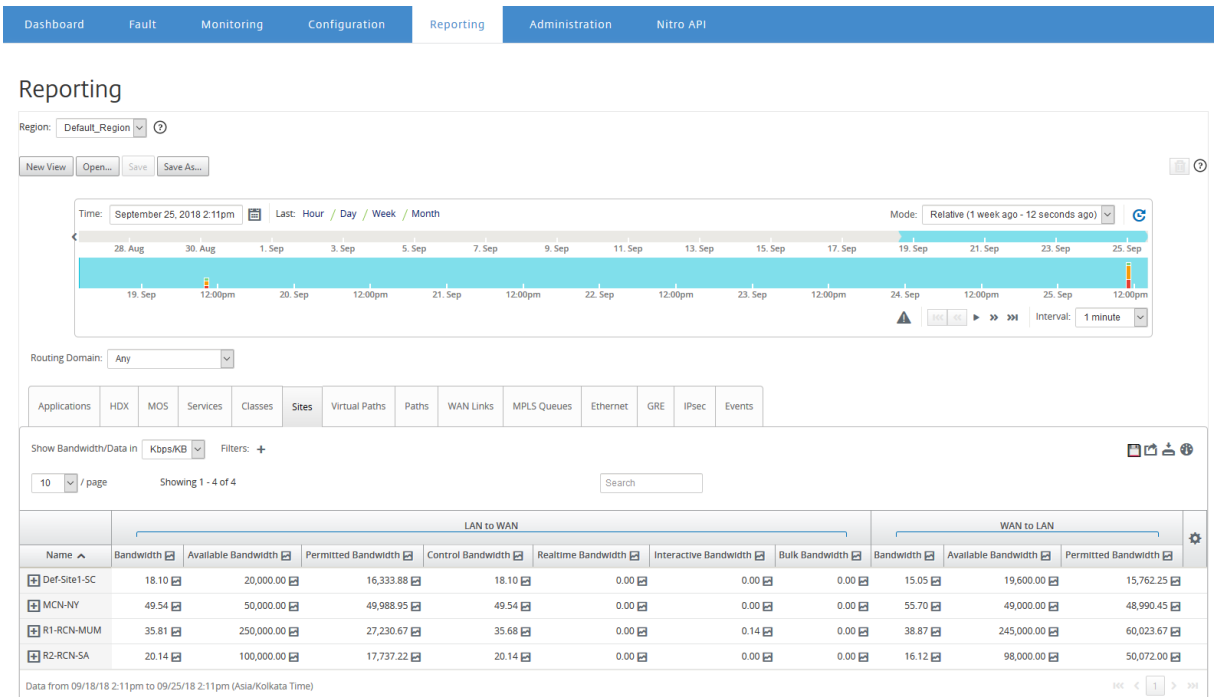 Dashboard Fault Monitoring Configuration Reporting Administration Nitro API
Reporting
Region: Default_Region
New View Open... Save Save As...
Time: September 25, 2018 2:11pm Last: Hour / Day / Week / Month Mode: Relative (1 week ago - 12 seconds ago)
28. Aug 30. Aug 1. Sep 3. Sep 5. Sep 7. Sep 9. Sep 11. Sep 13. Sep 15. Sep 17. Sep 19. Sep 21. Sep 23. Sep 25. Sep
19. Sep 12:00pm 20. Sep 12:00pm 21. Sep 12:00pm 22. Sep 12:00pm 23. Sep 12:00pm 24. Sep 12:00pm 25. Sep 12:00pm
Interval: 1 minute
Routing Domain: Any
Applications HDX MOS Services Classes Sites Virtual Paths Paths WAN Links MPLS Queues Ethernet GRE IPsec Events
Show Bandwidth/Data in Kbps/KB Filters: +
10 / page Showing 1 - 4 of 4 Search
LAN to WAN WAN to LAN
Name Bandwidth Available Bandwidth Permitted Bandwidth Control Bandwidth Realtime Bandwidth Interactive Bandwidth Bulk Bandwidth Bandwidth Available Bandwidth Permitted Bandwidth
Def-Site1-SC 18.10 20,000.00 16,333.88 18.10 0.00 0.00 0.00 15.05 19,600.00 15,762.25
MCN-NY 49.54 50,000.00 49,988.95 49.54 0.00 0.00 0.00 55.70 49,000.00 48,990.45
R1-RCN-MUM 35.81 250,000.00 27,230.67 35.68 0.00 0.14 0.00 38.87 245,000.00 60,023.67
R2-RCN-SA 20.14 100,000.00 17,737.22 20.14 0.00 0.00 0.00 16.12 98,000.00 50,072.00
Data from 09/18/18 2:11pm to 09/25/18 2:11pm (Asia/Kolkata Time) 1